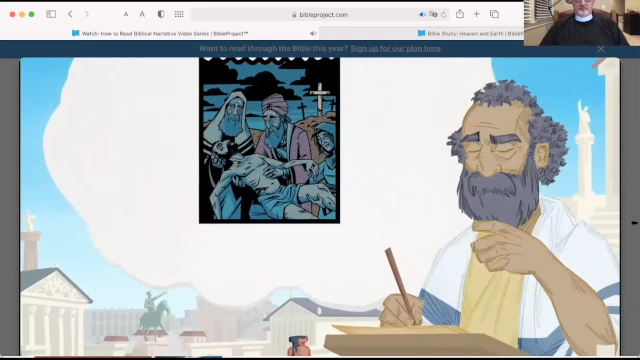 A A
bibleproject.com
Watch: How to Read Biblical Narrative Video Series | BibleProject™
Bible Study: Heaven and Earth | BibleP
Want to read through the Bible this year? Sign up for our plan here